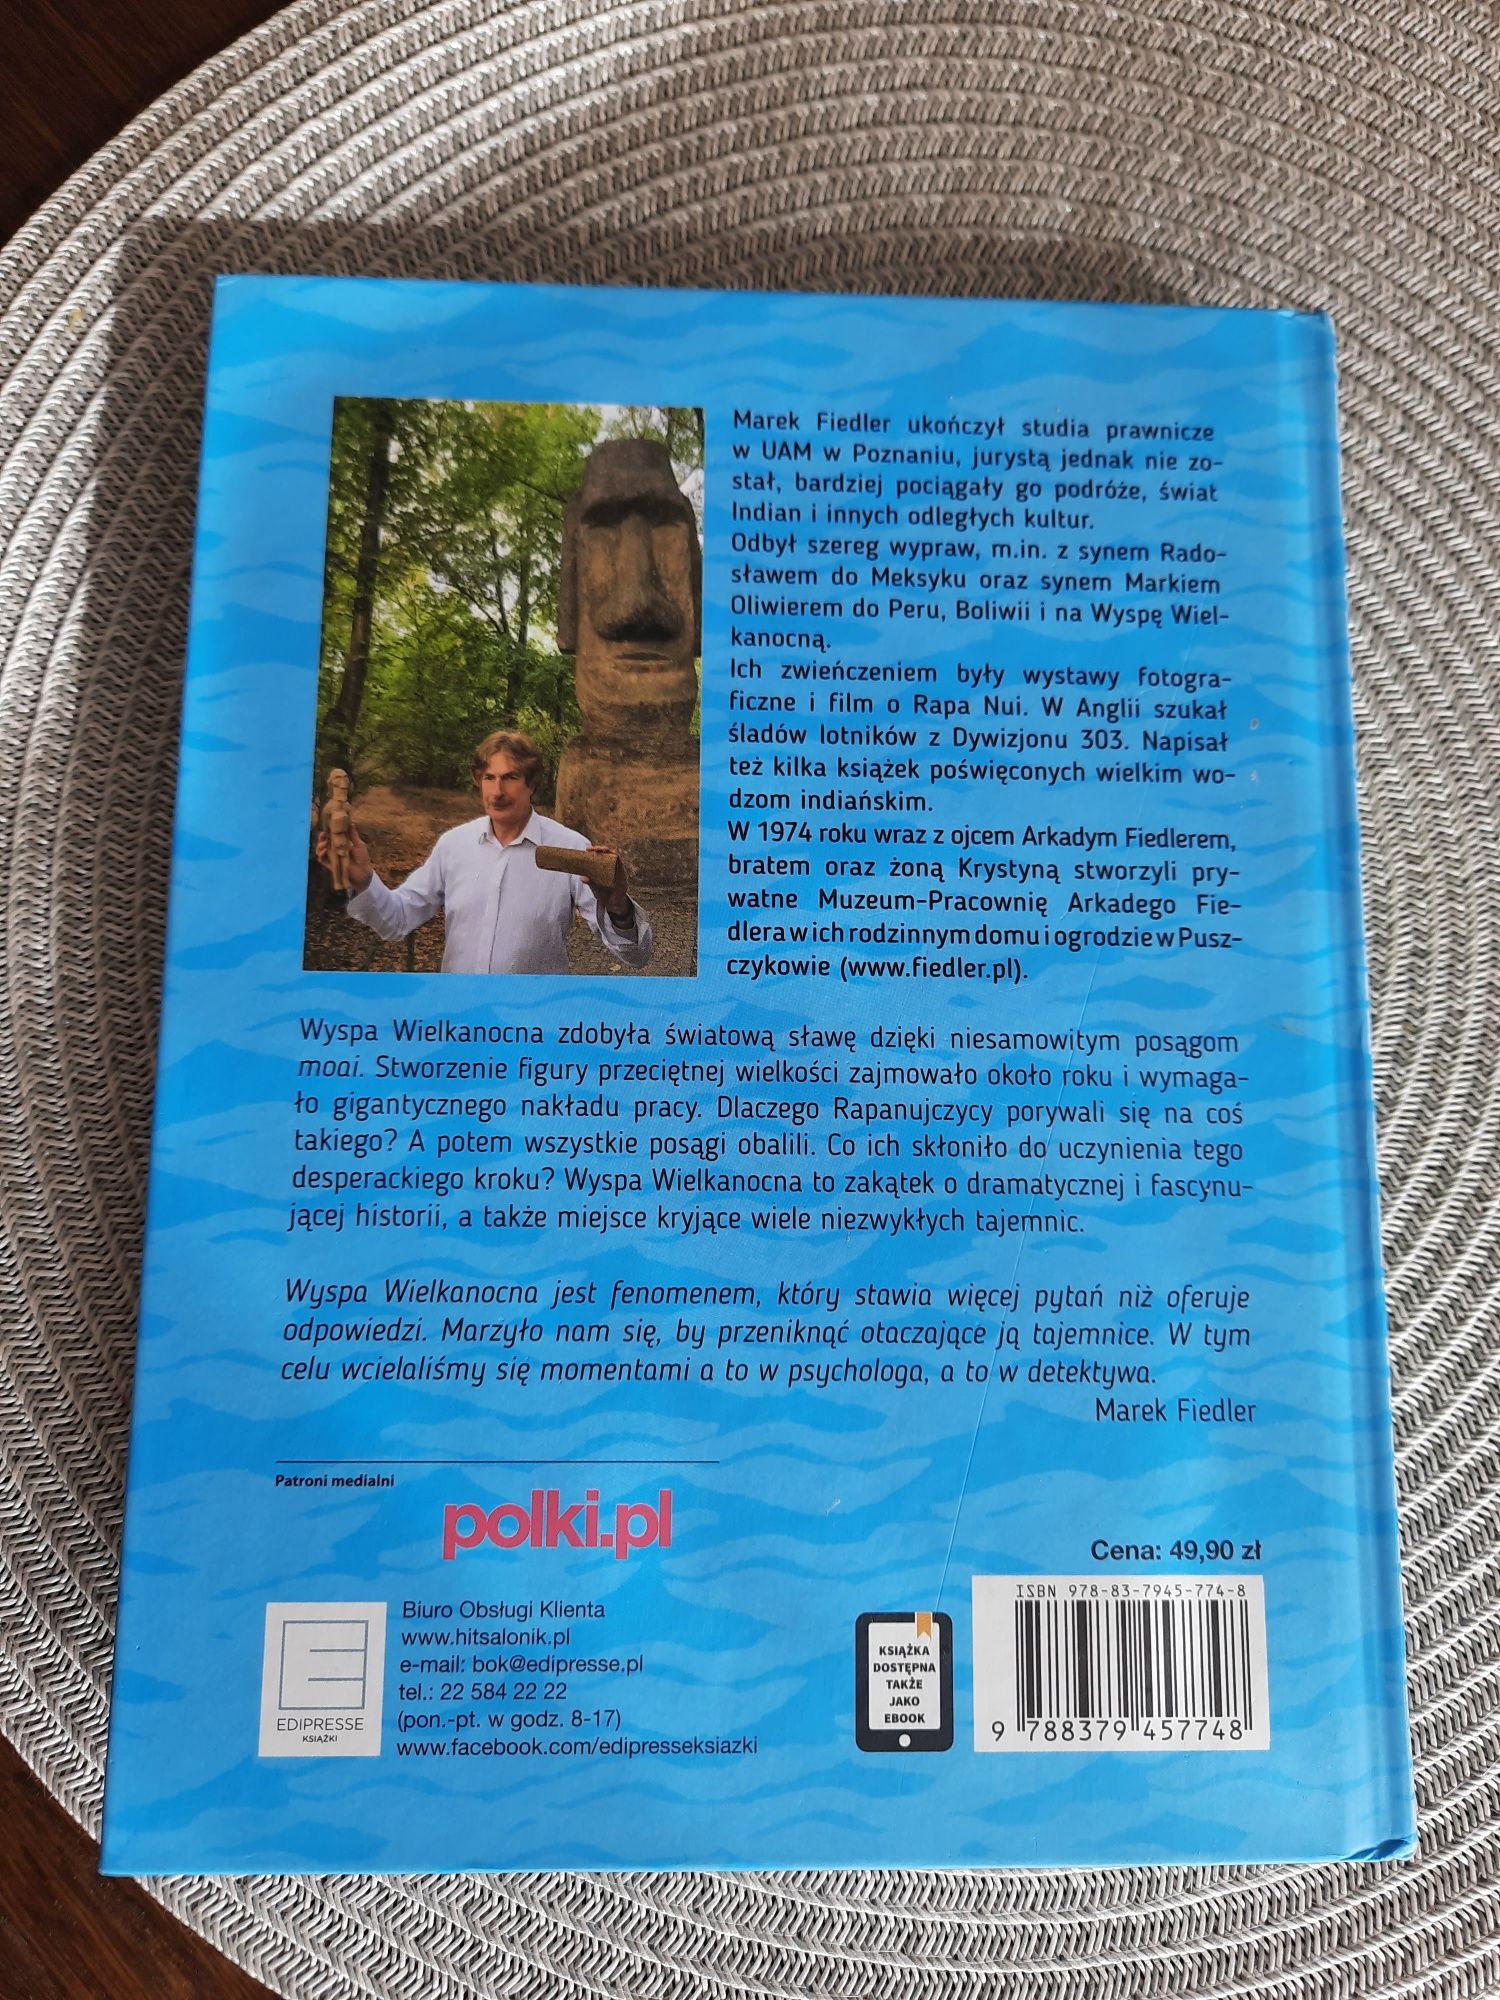 Marek Fiedler ukończył studia prawnicze
w UAM w Poznaniu, jurystą jednak nie zo-
stał, bardziej pociągały go podróże, świat
Indian i innych odległych kultur.
Odbył szereg wypraw, m.in. z synem Rado-
sławem do Meksyku oraz synem Markiem
Oliwierem do Peru, Boliwii i na Wyspę Wiel-
kanocną.
Ich zwieńczeniem były wystawy fotogra-
ficzne i film o Rapa Nui. W Anglii szukał
śladów lotników z Dywizjonu 303. Napisał
też kilka książek poświęconych wielkim wo-
dzom indiańskim.
W 1974 roku wraz z ojcem Arkadym Fiedlerem,
bratem oraz żoną Krystyną stworzyli pry-
watne Muzeum-Pracownię Arkadego Fie-
dlera w ich rodzinnym domu i ogrodzie w Pusz-
czykowie (www.fiedler.pl).
Wyspa Wielkanocna zdobyła światową sławę dzięki niesamowitym posągom
moai. Stworzenie figury przeciętnej wielkości zajmowało około roku i wymaga-
ło gigantycznego nakładu pracy. Dlaczego Rapanujczycy porywali się na coś
takiego? A potem wszystkie posągi obalili. Co ich skłoniło do uczynienia tego
desperackiego kroku? Wyspa Wielkanocna to zakątek o dramatycznej i fascynu-
jącej historii, a także miejsce kryjące wiele niezwykłych tajemnic.
Wyspa Wielkanocna jest fenomenem, który stawia więcej pytań niż oferuje
odpowiedzi. Marzyło nam się, by przeniknąć otaczające ją tajemnice. W tym
celu wcielaliśmy się momentami a to w psychologa, a to w detektywa.
Marek Fiedler
Patroni medialni
polki.pl
EDIPRESSE
KSIĄŻKI
Biuro Obsługi Klienta
www.hitsalonik.pl
e-mail: bok@edipresse.pl
tel.: 22 584 22 22
(pon.-pt. w godz. 8-17)
www.facebook.com/edipresseksiazki
KSIĄŻKA
DOSTĘPNA
TAKŻE
JAKO
EBOOK
Cena: 49,90 zł
ISBN 978-83-7945-774-8
9 788379 457748